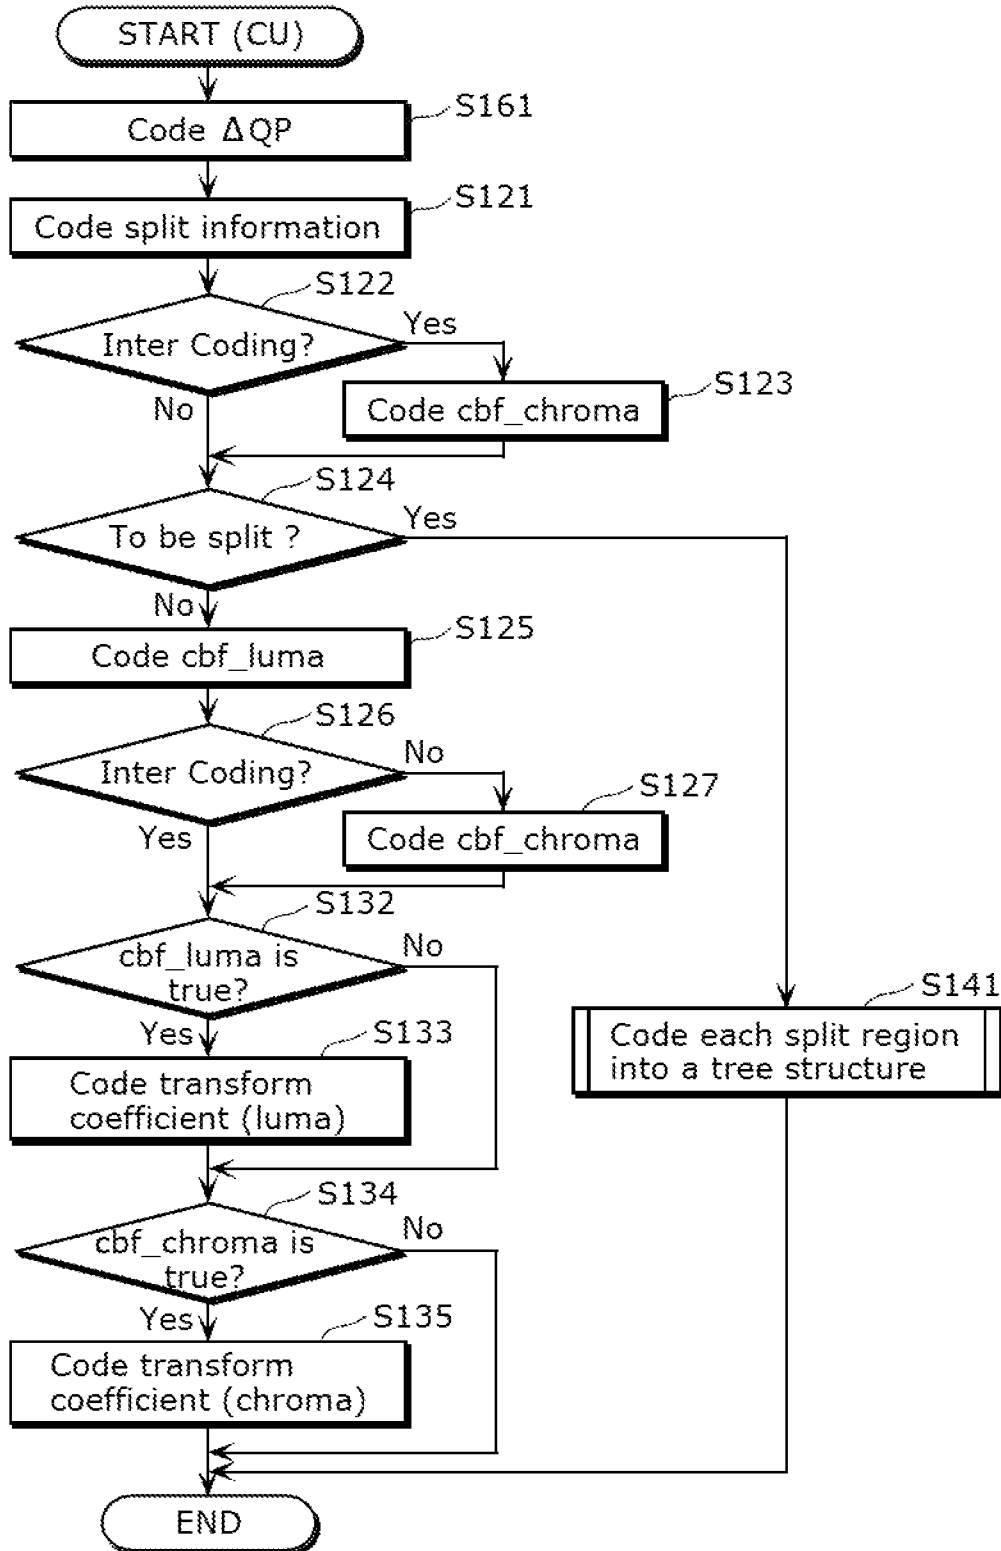 START (CU)
S161
Code ΔQP
S121
Code split information
S122
Inter Coding?
Yes
No
S123
Code cbf_chroma
S124
To be split ?
Yes
No
S125
Code cbf_luma
S126
Inter Coding?
No
Yes
S127
Code cbf_chroma
S132
cbf_luma is
true?
No
Yes
S141
Code each split region
into a tree structure
S133
Code transform
coefficient (luma)
S134
cbf_chroma is
true?
No
Yes
S135
Code transform
coefficient (chroma)
END